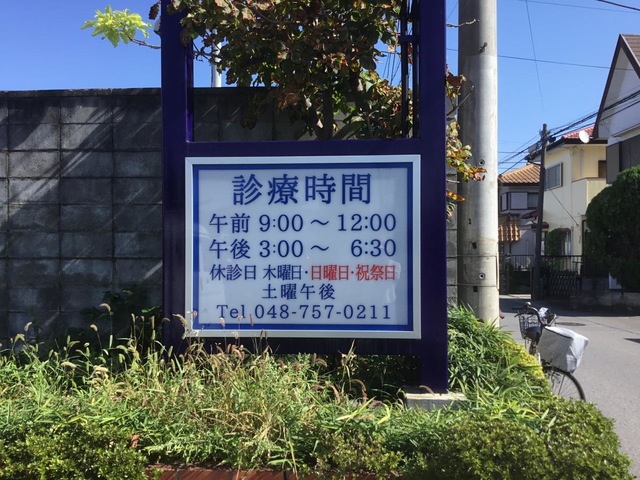 診療時間
午前 9:00 〜 12:00
午後 3:00 〜 6:30
休診日 木曜日・日曜日・祝祭日
土曜午後
Tel 048-757-0211